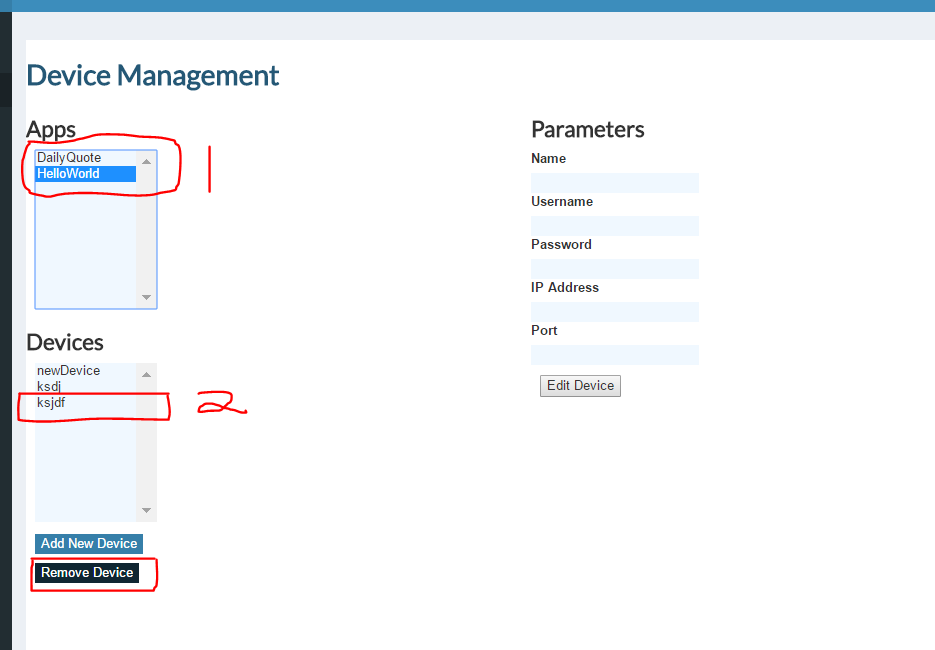 Device Management
Apps
DailyQuote
HelloWorld
1
Devices
newDevice
ksdj
ksjdf
2
Add New Device
Remove Device
Parameters
Name
Username
Password
IP Address
Port
Edit Device